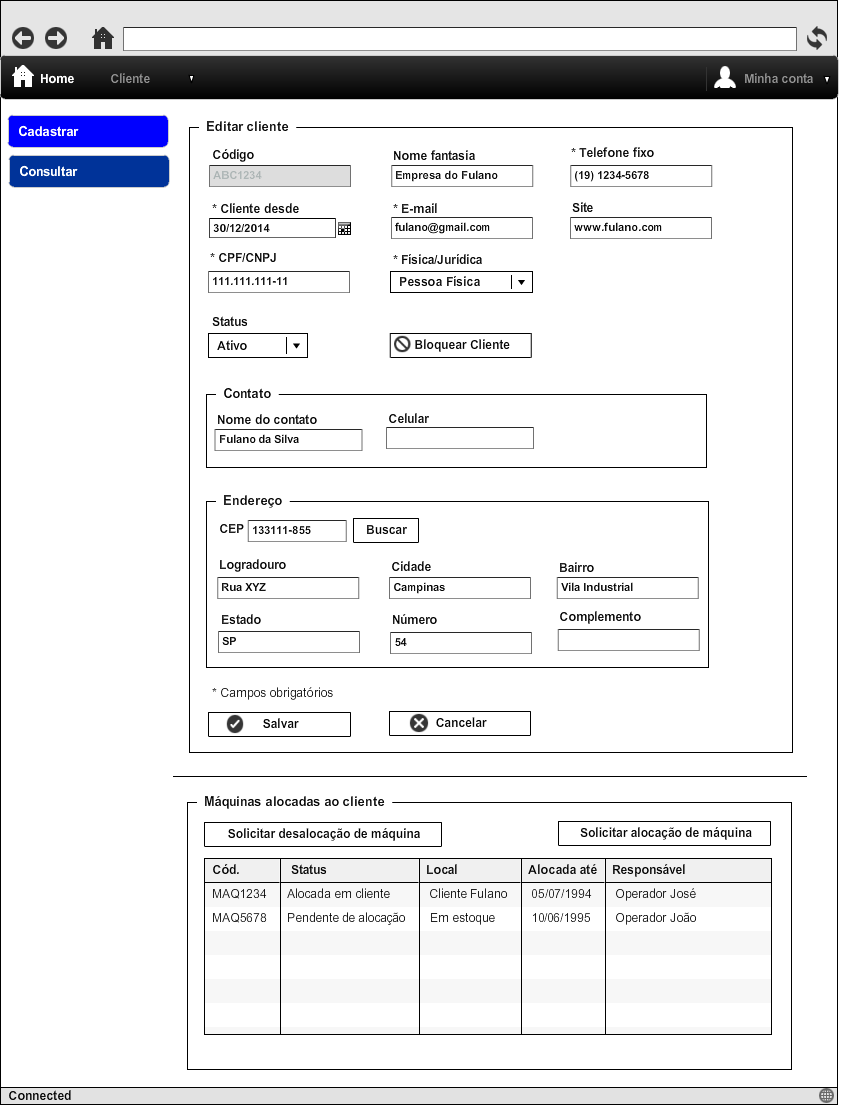 Home Cliente Minha conta
Cadastrar
Consultar
Editar cliente
Código Nome fantasia * Telefone fixo
ABC1234 Empresa do Fulano (19) 1234-5678
* Cliente desde * E-mail Site
30/12/2014 fulano@gmail.com www.fulano.com
* CPF/CNPJ * Física/Jurídica
111.111.111-11 Pessoa Física
Status
Ativo Bloquear Cliente
Contato
Nome do contato Celular
Fulano da Silva
Endereço
CEP 133111-855 Buscar
Logradouro Cidade Bairro
Rua XYZ Campinas Vila Industrial
Estado Número Complemento
SP 54
* Campos obrigatórios
Salvar Cancelar
Máquinas alocadas ao cliente
Solicitar desalocação de máquina Solicitar alocação de máquina
Cód. Status Local Alocada até Responsável
MAQ1234 Alocada em cliente Cliente Fulano 05/07/1994 Operador José
MAQ5678 Pendente de alocação Em estoque 10/06/1995 Operador João
Connected